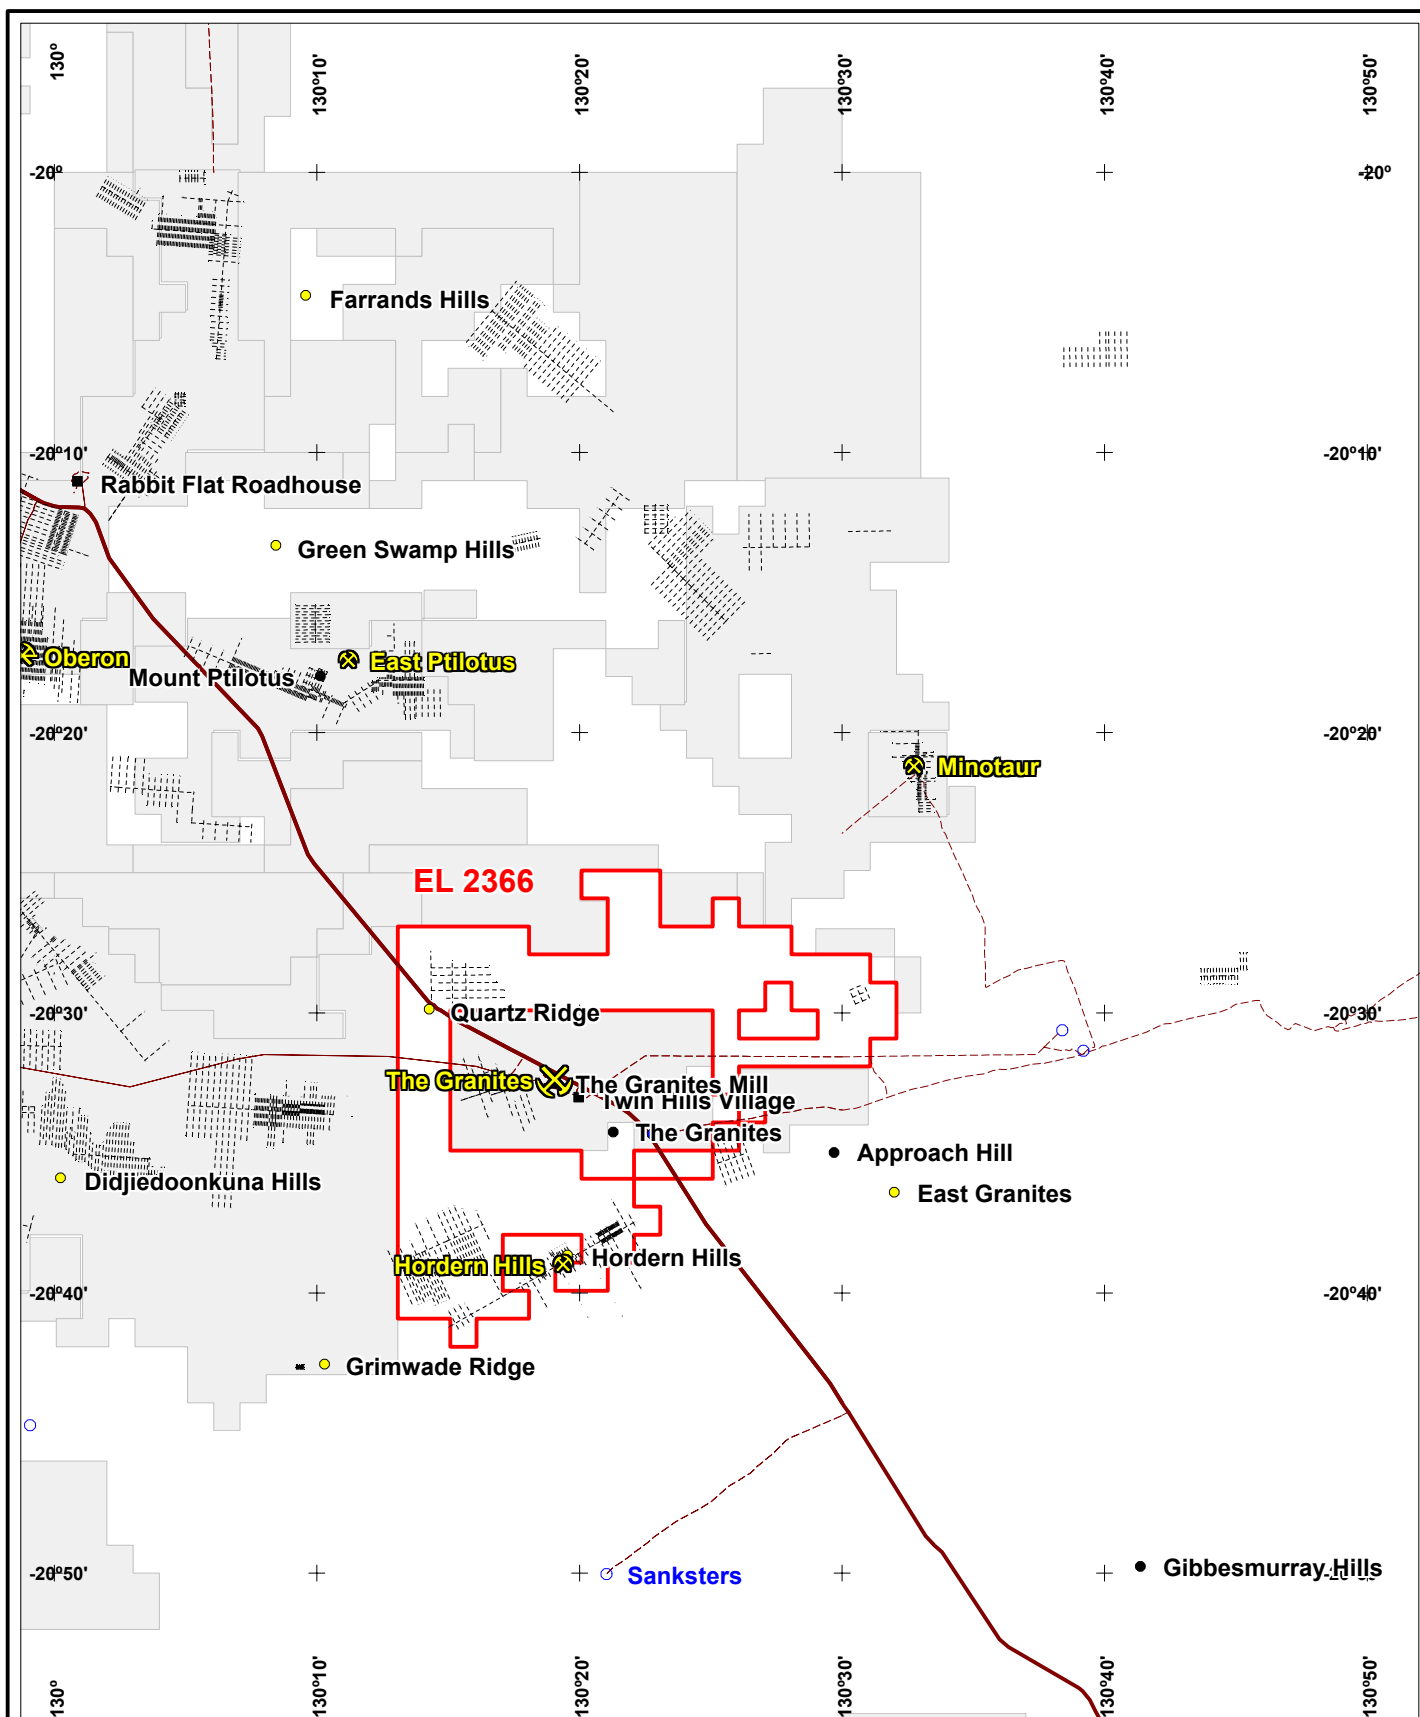 130°
130°10'
130°20'
130°30'
130°40'
130°50'
-20°
-20°
Farrands Hills
-20°10'
-20°10'
Rabbit Flat Roadhouse
Green Swamp Hills
Oberon
East Ptilotus
Mount Ptilotus
-20°20'
-20°20'
Minotaur
EL 2366
-20°30'
Quartz Ridge
-20°30'
The Granites
The Granites Mill
Twin Hills Village
The Granites
Approach Hill
Didjiedoonkuna Hills
East Granites
Hordern Hills
Hordern Hills
-20°40'
-20°40'
Grimwade Ridge
-20°50'
Sanksters
Gibbesmurray Hills
130°
130°10'
130°20'
130°30'
130°40'
130°50'